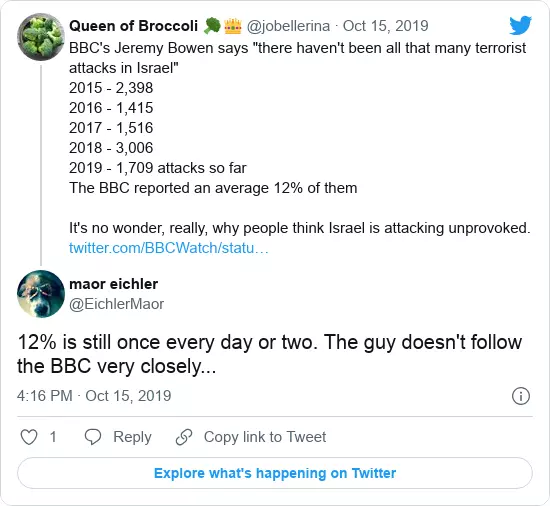 Queen of Broccoli 🥦👑 @jobellerina · Oct 15, 2019
BBC's Jeremy Bowen says "there haven't been all that many terrorist
attacks in Israel"
2015 - 2,398
2016 - 1,415
2017 - 1,516
2018 - 3,006
2019 - 1,709 attacks so far
The BBC reported an average 12% of them
It's no wonder, really, why people think Israel is attacking unprovoked.
twitter.com/BBCWatch/statu…
maor eichler
@EichlerMaor
12% is still once every day or two. The guy doesn't follow
the BBC very closely...
4:16 PM · Oct 15, 2019
1 Reply Copy link to Tweet
Explore what's happening on Twitter